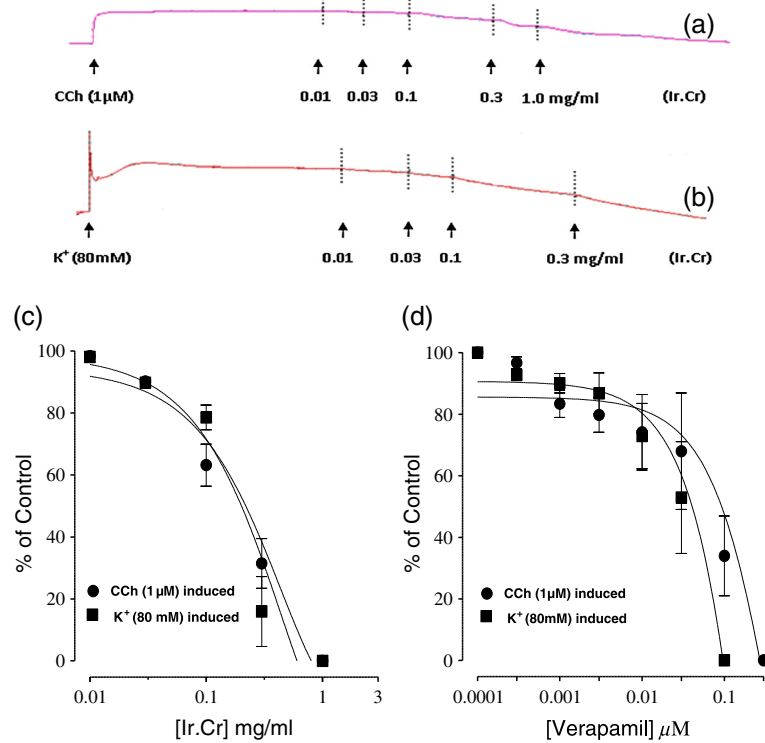 (a)
CCh (1µM) 0.01 0.03 0.1 0.3 1.0 mg/ml (Ir.Cr)
(b)
K+ (80mM) 0.01 0.03 0.1 0.3 mg/ml (Ir.Cr)
(c)
100
80
60
40
20
0
% of Control
CCh (1 µM) induced
K+ (80 mM) induced
0.01 0.1 1 3
[Ir.Cr] mg/ml
(d)
100
80
60
40
20
0
% of Control
CCh (1µM) induced
K+ (80mM) induced
0.0001 0.001 0.01 0.1
[Verapamil] µM